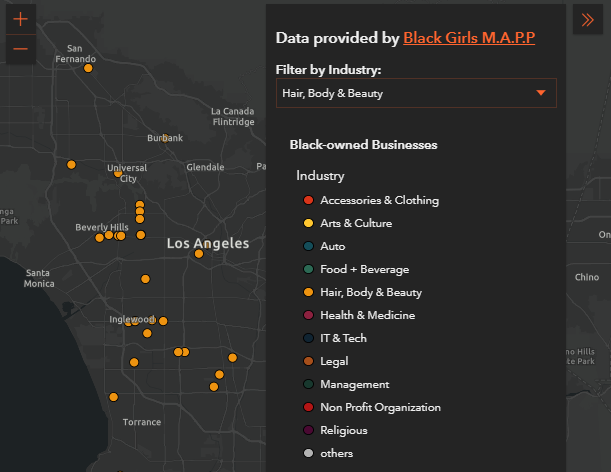 +
−
San
Fernando
La Canada
Flintridge
Burbank
Universal
City
Glendale
Pa
Beverly Hills
Los Angeles
nga
Park
Santa
Monica
Inglewood
Torrance
Data provided by Black Girls M.A.P.P
Filter by Industry:
Hair, Body & Beauty
Black-owned Businesses
Industry
Accessories & Clothing
Arts & Culture
Auto
Food + Beverage
Hair, Body & Beauty
Health & Medicine
IT & Tech
Legal
Management
Non Profit Organization
Religious
others
On
Chino
no Hills
te Park